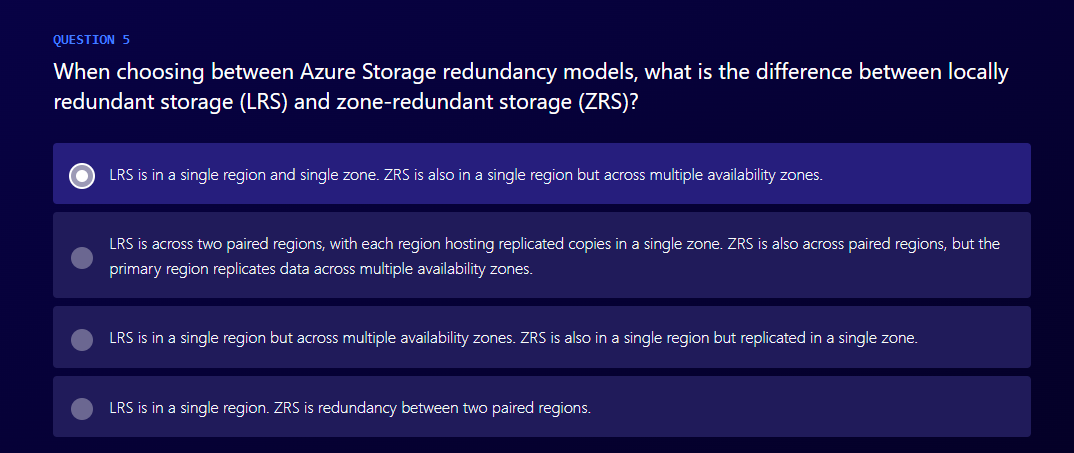 QUESTION 5
When choosing between Azure Storage redundancy models, what is the difference between locally
redundant storage (LRS) and zone-redundant storage (ZRS)?
LRS is in a single region and single zone. ZRS is also in a single region but across multiple availability zones.
LRS is across two paired regions, with each region hosting replicated copies in a single zone. ZRS is also across paired regions, but the
primary region replicates data across multiple availability zones.
LRS is in a single region but across multiple availability zones. ZRS is also in a single region but replicated in a single zone.
LRS is in a single region. ZRS is redundancy between two paired regions.